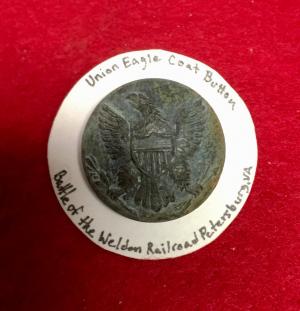 Union Eagle Coat Button
Battle of the Weldon Railroad Petersburg, VA